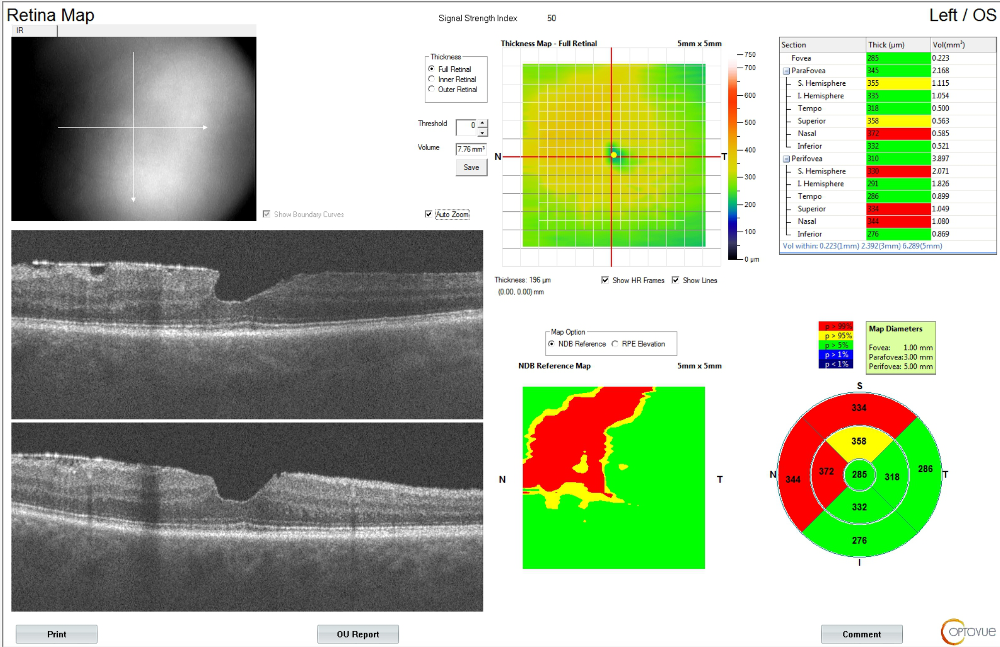 Retina Map
Signal Strength Index 50
Left / OS
IR
Thickness
Full Retinal
Inner Retinal
Outer Retinal
Threshold 0
Volume 7.76 mm³
Save
Show Boundary Curves
Auto Zoom
Thickness Map - Full Retinal 5mm x 5mm
N
T
750
700
600
500
400
300
200
100
0 µm
Thickness: 196 µm
(0.00, 0.00) mm
Show HR Frames
Show Lines
Section Thick (µm) Vol(mm³)
Fovea 285 0.223
ParaFovea 345 2.168
S. Hemisphere 355 1.115
I. Hemisphere 335 1.054
Tempo 318 0.500
Superior 358 0.563
Nasal 372 0.585
Inferior 332 0.521
Perifovea 310 3.897
S. Hemisphere 330 2.071
I. Hemisphere 291 1.826
Tempo 286 0.899
Superior 334 1.049
Nasal 344 1.080
Inferior 276 0.869
Vol within: 0.223(1mm) 2.392(3mm) 6.289(5mm)
Map Option
NDB Reference
RPE Elevation
NDB Reference Map 5mm x 5mm
N
T
p > 99%
p > 95%
p > 5%
p > 1%
p < 1%
Map Diameters
Fovea: 1.00 mm
Parafovea:3.00 mm
Perifovea: 5.00 mm
S
334
358
N 344 372 285 318 286 T
332
276
I
Print
OU Report
Comment
OPTOVUE